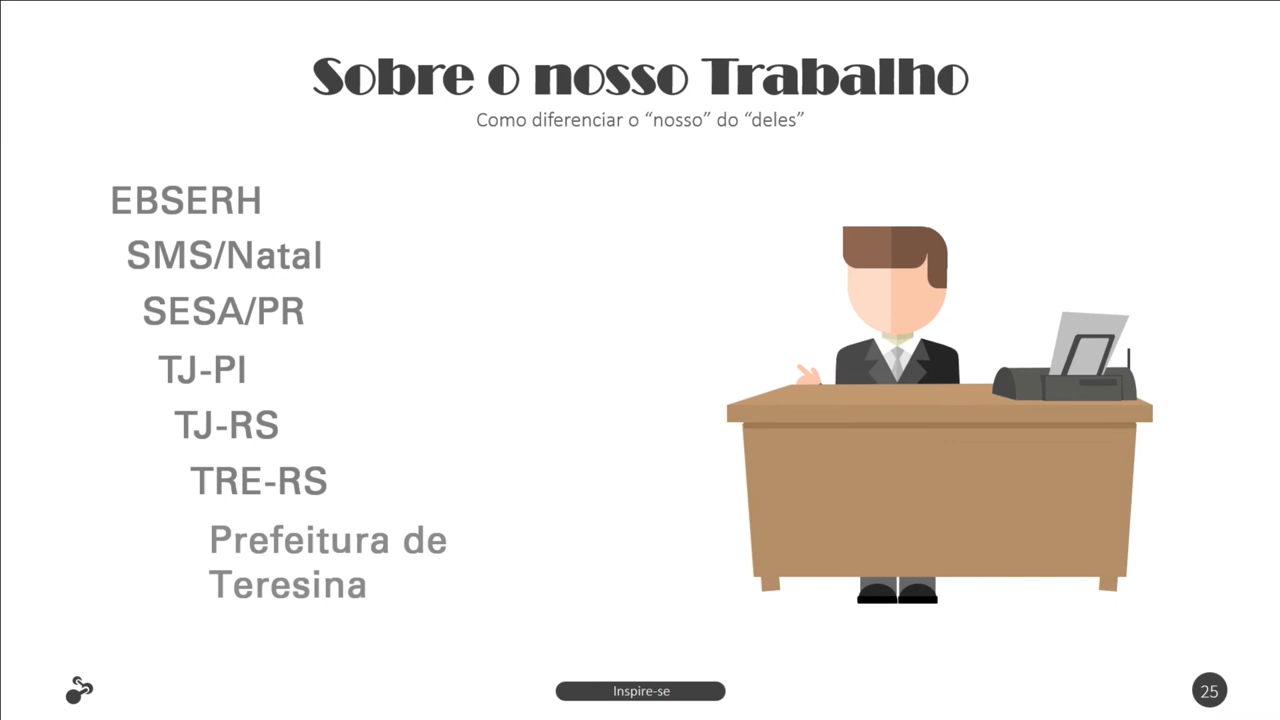 Sobre o nosso Trabalho
Como diferenciar o “nosso” do “deles”
EBSERH
SMS/Natal
SESA/PR
TJ-PI
TJ-RS
TRE-RS
Prefeitura de
Teresina
Inspire-se
25